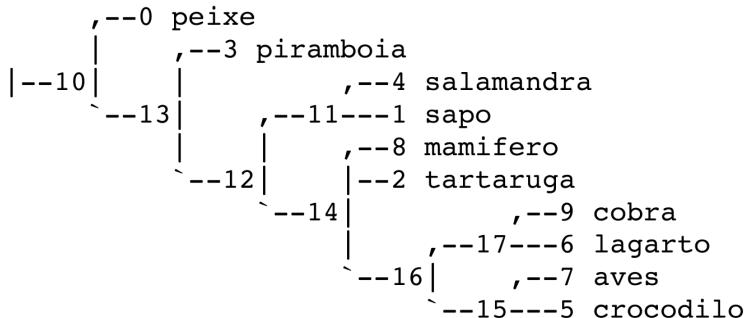 ,--0 peixe
| ,--3 piramboia
|--10| | ,--4 salamandra
`--13| ,--11---1 sapo
| | ,--8 mamifero
`--12| |--2 tartaruga
`--14| ,--9 cobra
| ,--17---6 lagarto
`--16| ,--7 aves
`--15---5 crocodilo